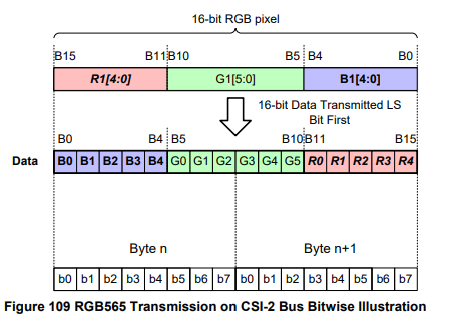 16-bit RGB pixel
B15 B11 B10 B5 B4 B0
R1[4:0] G1[5:0] B1[4:0]
16-bit Data Transmitted LS
Bit First
B0 B4 B5 B10 B11 B15
Data B0 B1 B2 B3 B4 G0 G1 G2 G3 G4 G5 R0 R1 R2 R3 R4
Byte n Byte n+1
b0 b1 b2 b3 b4 b5 b6 b7 b0 b1 b2 b3 b4 b5 b6 b7
Figure 109 RGB565 Transmission on CSI-2 Bus Bitwise Illustration